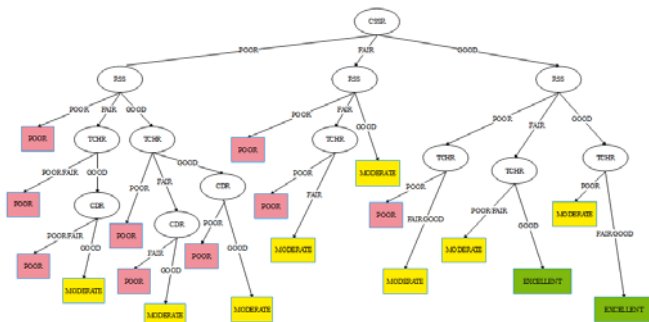 CSSR
POOR FAIR GOOD
RSS RSS RSS
POOR FAIR GOOD POOR FAIR GOOD POOR FAIR GOOD
POOR TCHR TCHR POOR TCHR MODERATE TCHR TCHR TCHR
POOR FAIR GOOD POOR FAIR GOOD POOR FAIR POOR FAIR GOOD POOR FAIR GOOD POOR FAIR GOOD
POOR CDR POOR CDR CDR POOR MODERATE POOR MODERATE MODERATE EXCELLENT MODERATE EXCELLENT
POOR FAIR GOOD FAIR GOOD POOR GOOD
POOR MODERATE POOR MODERATE POOR MODERATE